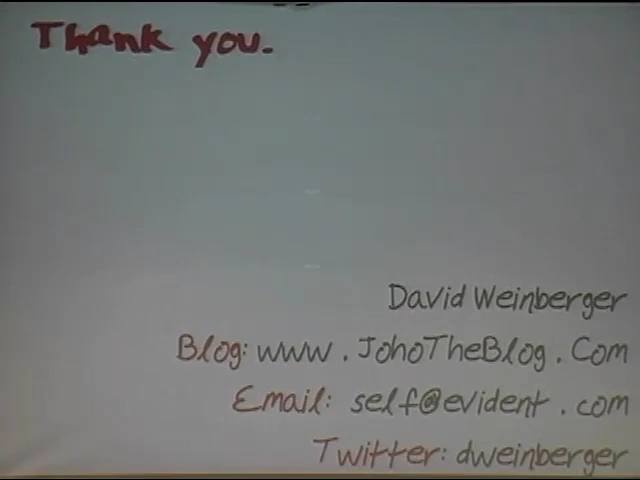 Thank you.
David Weinberger
Blog: www.JohoTheBlog.Com
Email: self@evident.com
Twitter: dweinberger